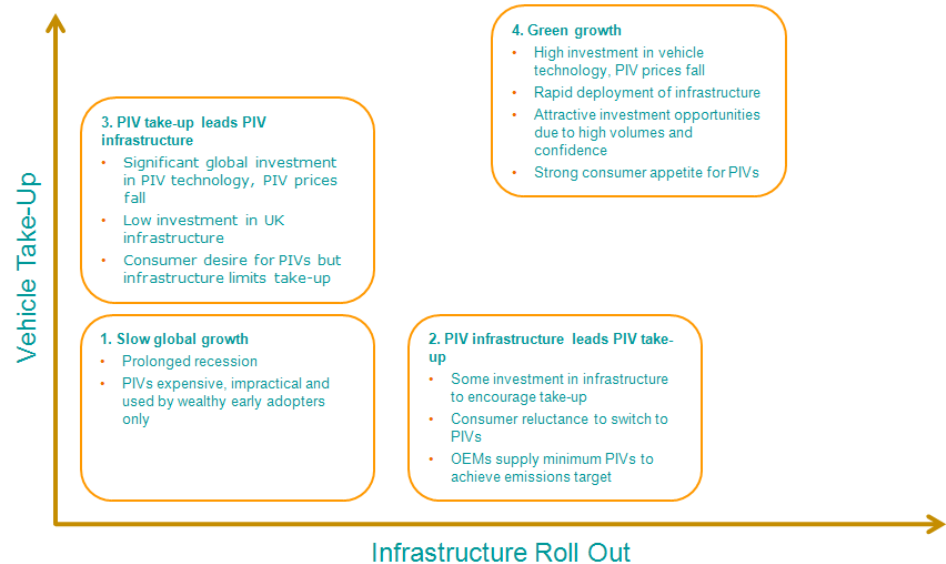 4. Green growth
• High investment in vehicle
technology, PIV prices fall
• Rapid deployment of infrastructure
• Attractive investment opportunities
due to high volumes and
confidence
• Strong consumer appetite for PIVs
3. PIV take-up leads PIV
infrastructure
• Significant global investment
in PIV technology, PIV prices
fall
• Low investment in UK
infrastructure
• Consumer desire for PIVs but
infrastructure limits take-up
Vehicle Take-Up
1. Slow global growth
• Prolonged recession
• PIVs expensive, impractical and
used by wealthy early adopters
only
2. PIV infrastructure leads PIV take-
up
• Some investment in infrastructure
to encourage take-up
• Consumer reluctance to switch to
PIVs
• OEMs supply minimum PIVs to
achieve emissions target
Infrastructure Roll Out